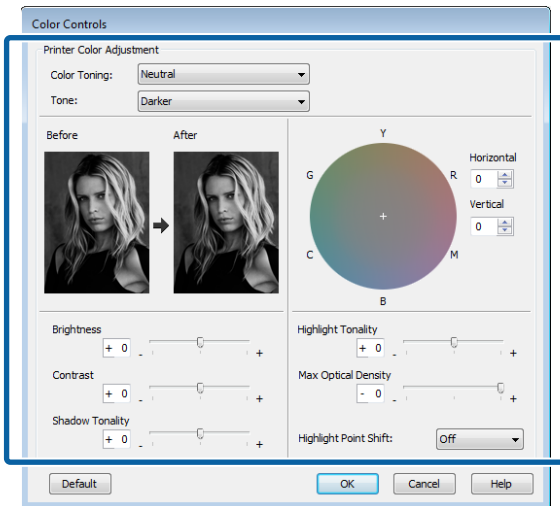 Color Controls
Printer Color Adjustment
Color Toning: Neutral
Tone: Darker
Before After
Y
G
R
C
M
B
Horizontal
0
Vertical
0
Brightness
+ 0 - +
Contrast
+ 0 - +
Shadow Tonality
+ 0 - +
Highlight Tonality
+ 0 - +
Max Optical Density
- 0 - +
Highlight Point Shift: Off
Default OK Cancel Help